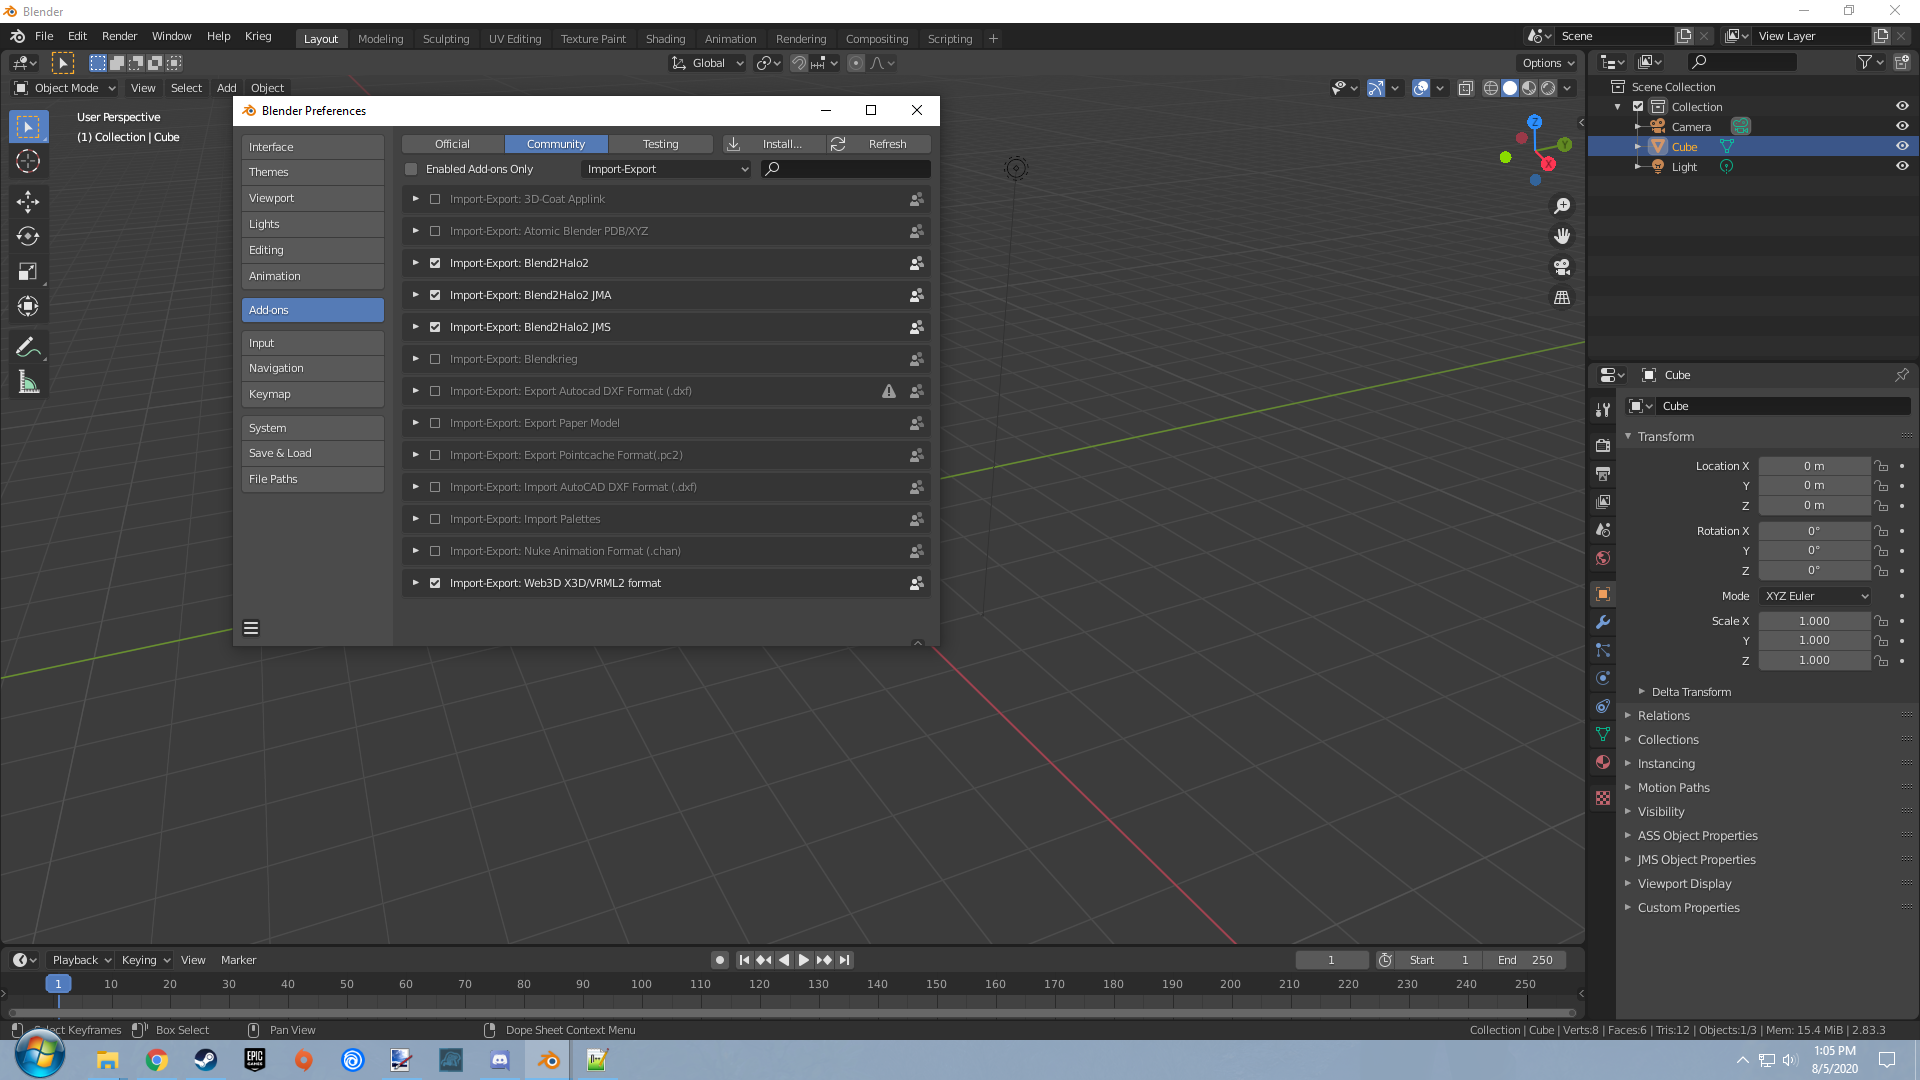 Blender
File Edit Render Window Help Krieg Layout Modeling Sculpting UV Editing Texture Paint Shading Animation Rendering Compositing Scripting + Scene View Layer
Global Options
Object Mode View Select Add Object
User Perspective
(1) Collection | Cube
Blender Preferences
Interface
Themes
Viewport
Lights
Editing
Animation
Add-ons
Input
Navigation
Keymap
System
Save & Load
File Paths
Official Community Testing Install... Refresh
Enabled Add-ons Only Import-Export
Import-Export: 3D-Coat Applink
Import-Export: Atomic Blender PDB/XYZ
Import-Export: Blend2Halo2
Import-Export: Blend2Halo2 JMA
Import-Export: Blend2Halo2 JMS
Import-Export: Blendkrieg
Import-Export: Export Autocad DXF Format (.dxf)
Import-Export: Export Paper Model
Import-Export: Export Pointcache Format(.pc2)
Import-Export: Import AutoCAD DXF Format (.dxf)
Import-Export: Import Palettes
Import-Export: Nuke Animation Format (.chan)
Import-Export: Web3D X3D/VRML2 format
Z
Y
X
Scene Collection
Collection
Camera
Cube
Light
Cube
Cube
Transform
Location X 0 m
Y 0 m
Z 0 m
Rotation X 0°
Y 0°
Z 0°
Mode XYZ Euler
Scale X 1.000
Y 1.000
Z 1.000
Delta Transform
Relations
Collections
Instancing
Motion Paths
Visibility
ASS Object Properties
JMS Object Properties
Viewport Display
Custom Properties
Playback Keying View Marker 1 Start 1 End 250
1 10 20 30 40 50 60 70 80 90 100 110 120 130 140 150 160 170 180 190 200 210 220 230 240 250
Select Keyframes Box Select Pan View Dope Sheet Context Menu Collection | Cube | Verts:8 | Faces:6 | Tris:12 | Objects:1/3 | Mem: 15.4 MiB | 2.83.3
EPIC GAMES
1:05 PM
8/5/2020